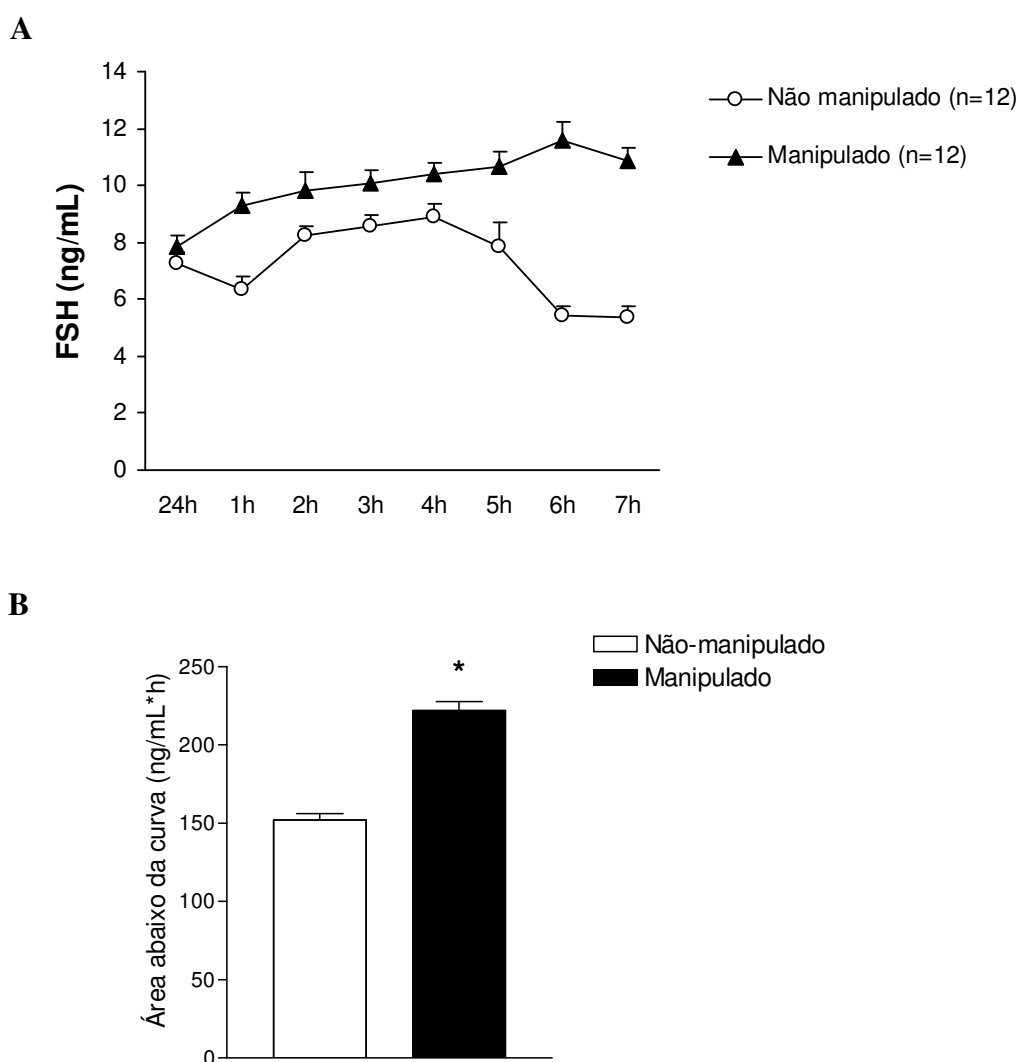 A
FSH (ng/mL)
14
12
10
8
6
4
2
0
24h 1h 2h 3h 4h 5h 6h 7h
Não manipulado (n=12)
Manipulado (n=12)
B
Área abaixo da curva (ng/mL*h)
250
200
150
100
50
0
*
Não-manipulado
Manipulado